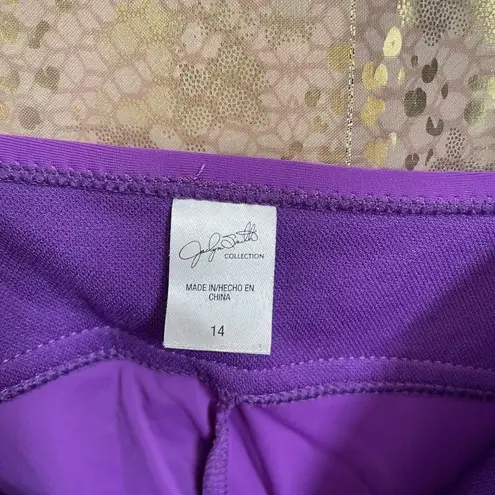 Jaclyn Smith
COLLECTION
MADE IN/HECHO EN
CHINA
14